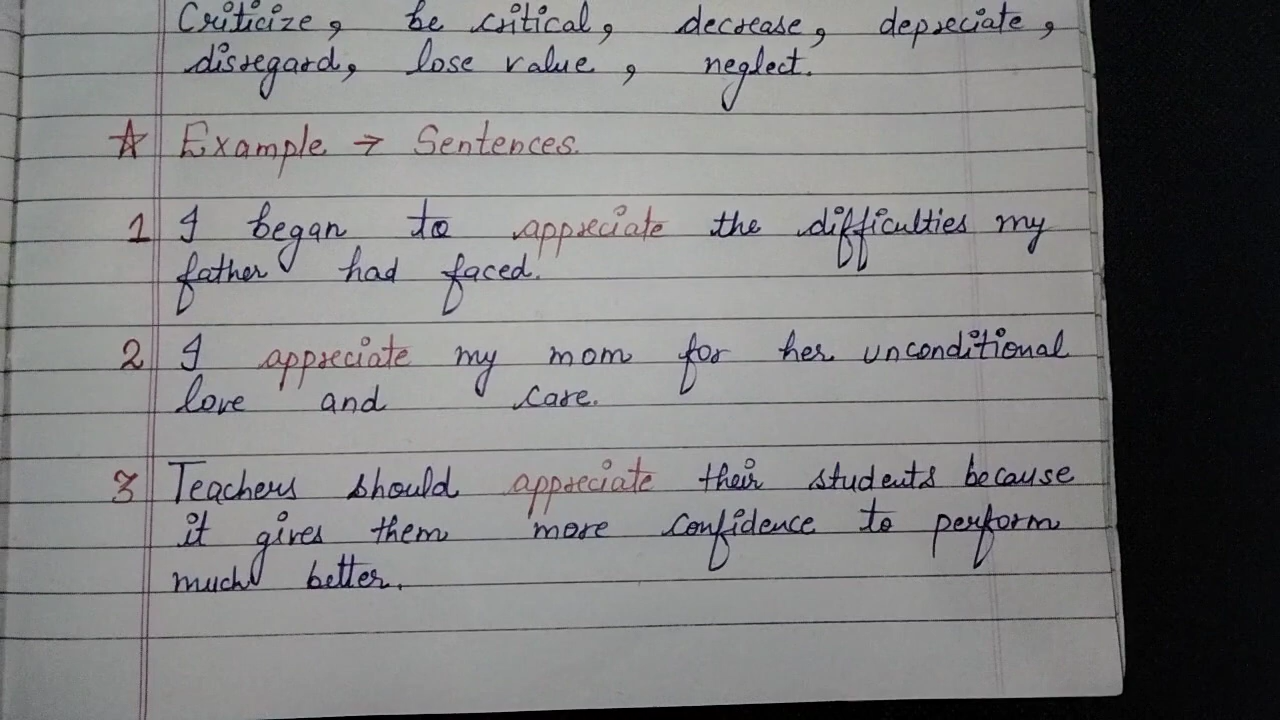 Criticize, be critical, decrease, depreciate,
disregard, lose value, neglect.
☆ Example → Sentences.
1 I began to appreciate the difficulties my
father had faced.
2 I appreciate my mom for her unconditional
love and care.
3 Teachers should appreciate their students because
it gives them more confidence to perform
much better.